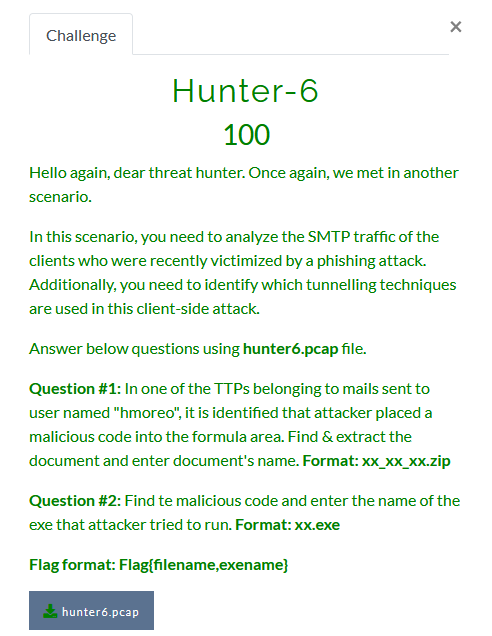 Challenge
×
Hunter-6
100
Hello again, dear threat hunter. Once again, we met in another
scenario.
In this scenario, you need to analyze the SMTP traffic of the
clients who were recently victimized by a phishing attack.
Additionally, you need to identify which tunnelling techniques
are used in this client-side attack.
Answer below questions using hunter6.pcap file.
Question #1: In one of the TTPs belonging to mails sent to
user named "hmoreo", it is identified that attacker placed a
malicious code into the formula area. Find & extract the
document and enter document's name. Format: xx_xx_xx.zip
Question #2: Find te malicious code and enter the name of the
exe that attacker tried to run. Format: xx.exe
Flag format: Flag{filename,exename}
hunter6.pcap